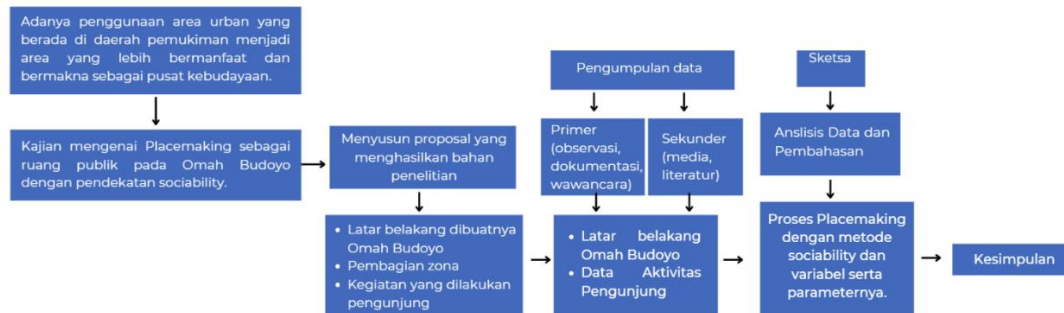 Adanya penggunaan area urban yang
berada di daerah pemukiman menjadi
area yang lebih bermanfaat dan
bermakna sebagai pusat kebudayaan.
Kajian mengenai Placemaking sebagai
ruang publik pada Omah Budoyo
dengan pendekatan sociability.
Menyusun proposal yang
menghasilkan bahan
penelitian
• Latar belakang dibuatnya
Omah Budoyo
• Pembagian zona
• Kegiatan yang dilakukan
pengunjung
Pengumpulan data
Primer
(observasi,
dokumentasi,
wawancara)
Sekunder
(media,
literatur)
• Latar belakang
Omah Budoyo
• Data Aktivitas
Pengunjung
Sketsa
Anslisis Data dan
Pembahasan
Proses Placemaking
dengan metode
sociability dan
variabel serta
parameternya.
Kesimpulan